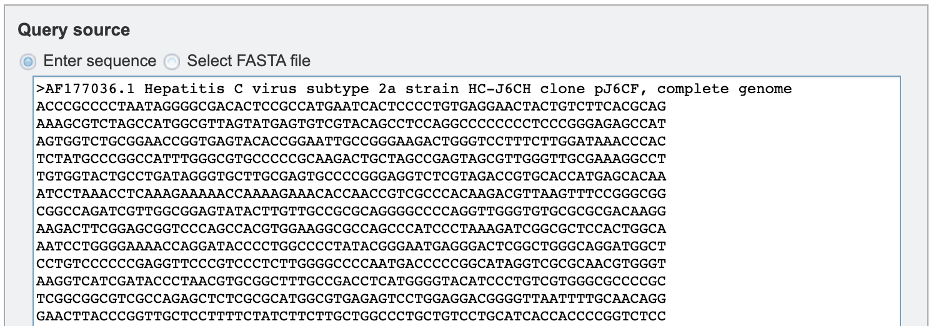 Query source
Enter sequence Select FASTA file
>AF177036.1 Hepatitis C virus subtype 2a strain HC-J6CH clone pJ6CF, complete genome
ACCCGCCCCTAATAGGGGCGACACTCCGCCATGAATCACTCCCCTGTGAGGAACTACTGTCTTCACGCAG
AAAGCGTCTAGCCATGGCGTTAGTATGAGTGTCGTACAGCCTCCAGGCCCCCCCCTCCCGGGAGAGCCAT
AGTGGTCTGCGGAACCGGTGAGTACACCGGAATTGCCGGGAAGACTGGGTCCTTTCTTGGATAAACCCAC
TCTATGCCCGGCCATTTGGGCGTGCCCCCGCAAGACTGCTAGCCGAGTAGCGTTGGGTTGCGAAAGGCCT
TGTGGTACTGCCTGATAGGGTGCTTGCGAGTGCCCCGGGAGGTCTCGTAGACCGTGCACCATGAGCACAA
ATCCTAAACCTCAAAGAAAAACCAAAAGAAACACCAACCGTCGCCCACAAGACGTTAAGTTTCCGGGCGG
CGGCCAGATCGTTGGCGGAGTATACTTGTTGCCGCGCAGGGGCCCCAGGTTGGGTGTGCGCGCGACAAGG
AAGACTTCGGAGCGGTCCCAGCCACGTGGAAGGCGCCAGCCCATCCCTAAAGATCGGCGCTCCACTGGCA
AATCCTGGGGAAAACCAGGATACCCCTGGCCCCTATACGGGAATGAGGGACTCGGCTGGGCAGGATGGCT
CCTGTCCCCCCGAGGTTCCCGTCCCTCTTGGGGCCCCAATGACCCCCGGCATAGGTCGCGCAACGTGGGT
AAGGTCATCGATACCCTAACGTGCGGCTTTGCCGACCTCATGGGGTACATCCCTGTCGTGGGCGCCCCGC
TCGGCGGCGTCGCCAGAGCTCTCGCGCATGGCGTGAGAGTCCTGGAGGACGGGGTTAATTTTGCAACAGG
GAACTTACCCGGTTGCTCCTTTTCTATCTTCTTGCTGGCCCTGCTGTCCTGCATCACCACCCCGGTCTCC